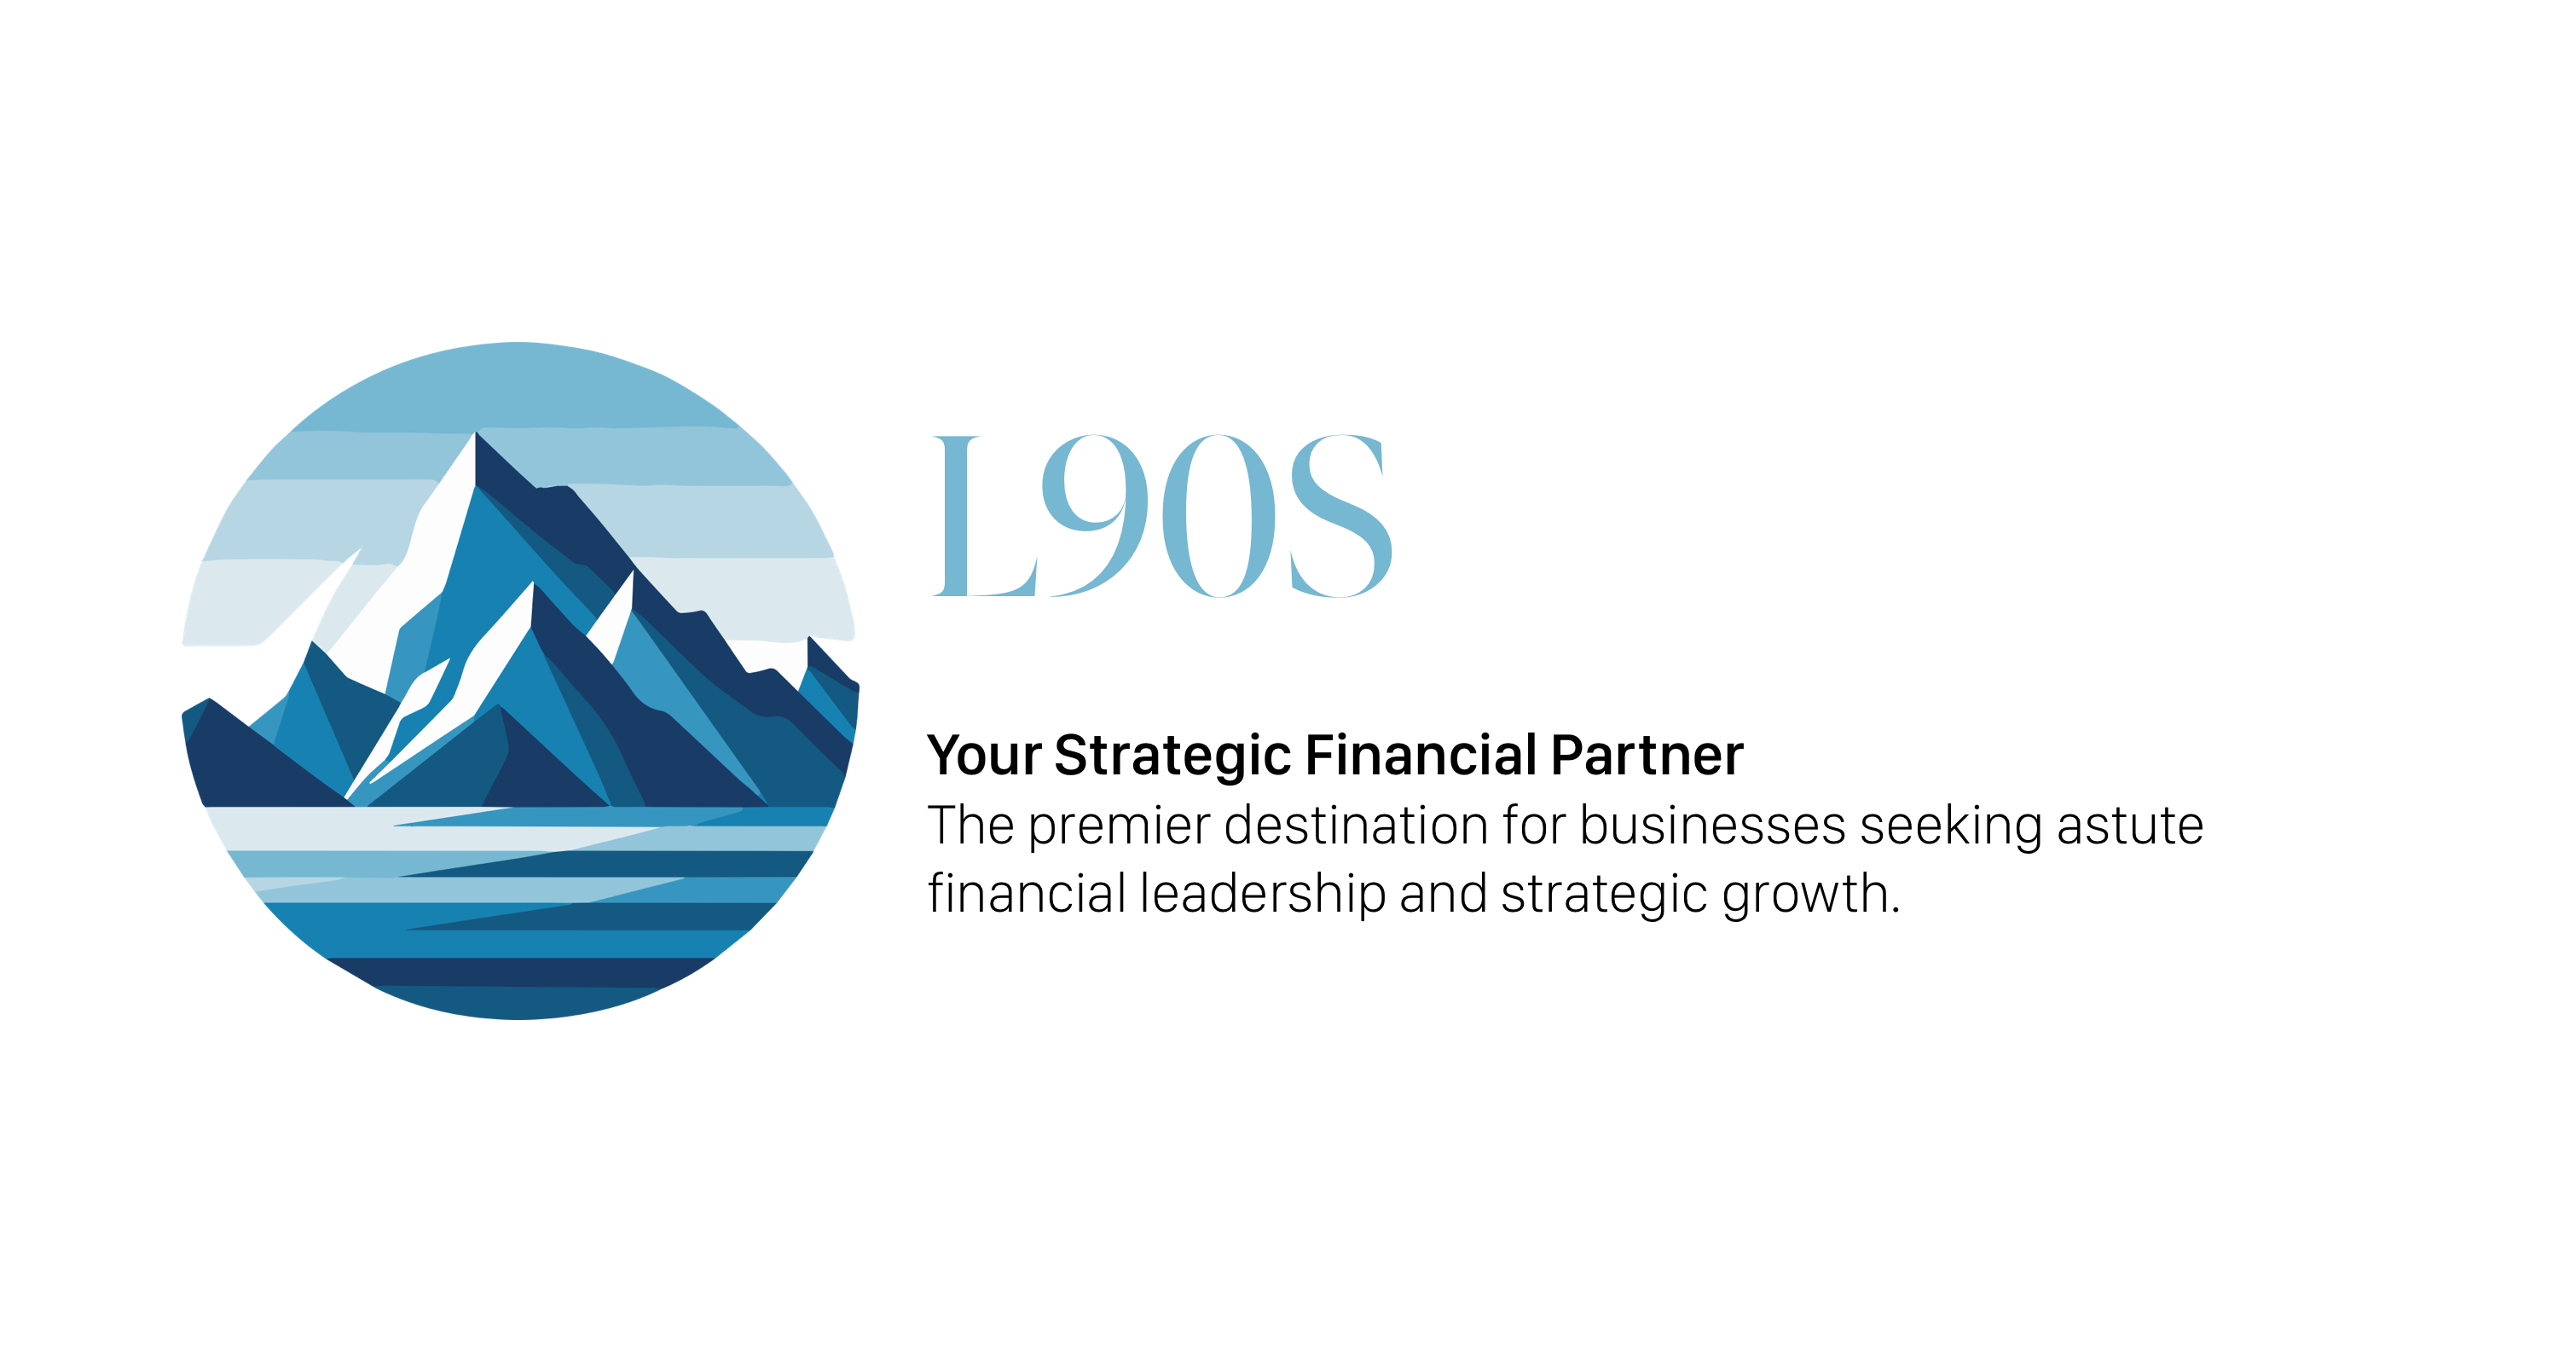 L90S
Your Strategic Financial Partner
The premier destination for businesses seeking astute
financial leadership and strategic growth.